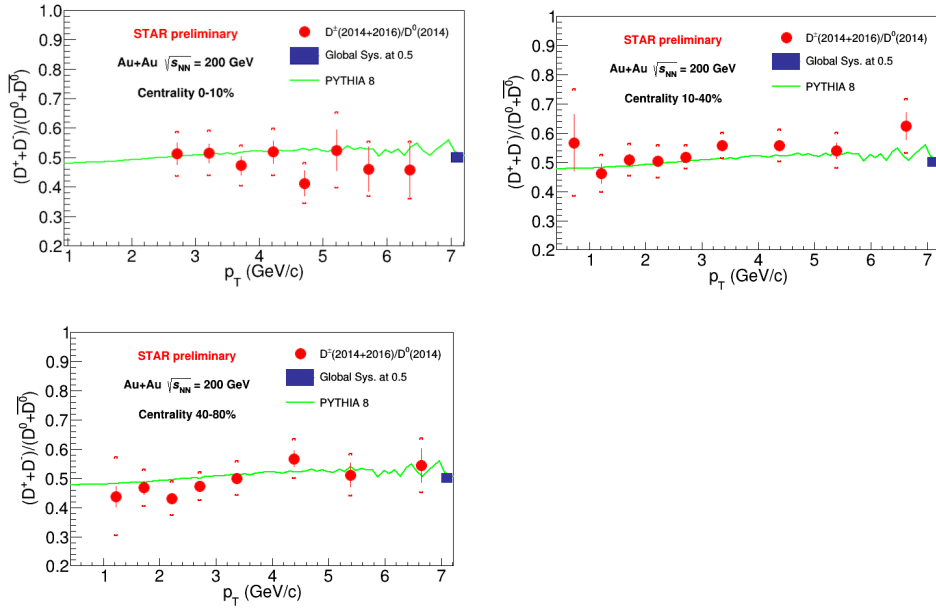 STAR preliminary
Au+Au √s_NN = 200 GeV
Centrality 0-10%
D±(2014+2016)/D⁰(2014)
Global Sys. at 0.5
PYTHIA 8
(D⁺+D⁻)/(D⁰+D̅⁰)
1.0
0.9
0.8
0.7
0.6
0.5
0.4
0.3
0.2
1 2 3 4 5 6 7
p_T (GeV/c)
STAR preliminary
Au+Au √s_NN = 200 GeV
Centrality 10-40%
D±(2014+2016)/D⁰(2014)
Global Sys. at 0.5
PYTHIA 8
(D⁺+D⁻)/(D⁰+D̅⁰)
1
0.9
0.8
0.7
0.6
0.5
0.4
0.3
0.2
1 2 3 4 5 6 7
p_T (GeV/c)
STAR preliminary
Au+Au √s_NN = 200 GeV
Centrality 40-80%
D±(2014+2016)/D⁰(2014)
Global Sys. at 0.5
PYTHIA 8
(D⁺+D⁻)/(D⁰+D̅⁰)
1
0.9
0.8
0.7
0.6
0.5
0.4
0.3
0.2
1 2 3 4 5 6 7
p_T (GeV/c)